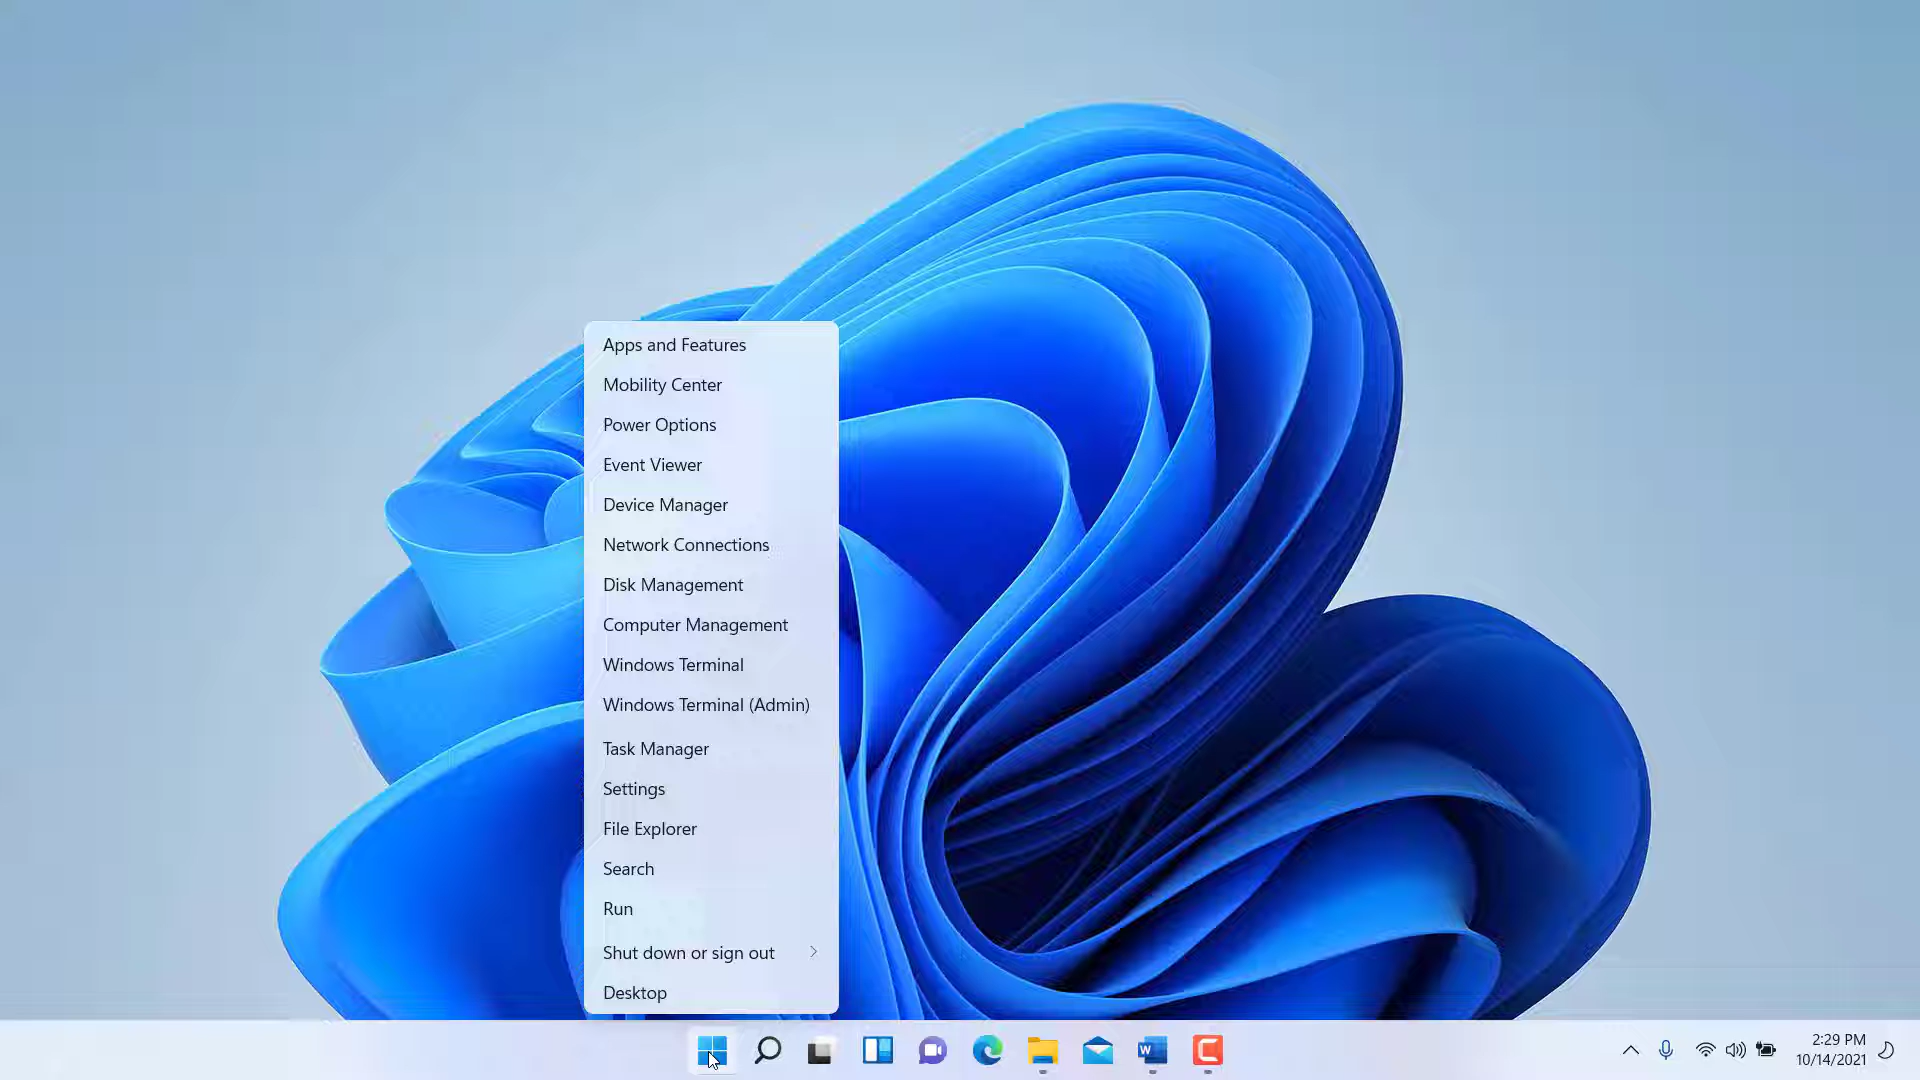 Apps and Features
Mobility Center
Power Options
Event Viewer
Device Manager
Network Connections
Disk Management
Computer Management
Windows Terminal
Windows Terminal (Admin)
Task Manager
Settings
File Explorer
Search
Run
Shut down or sign out
Desktop
2:29 PM
10/14/2021